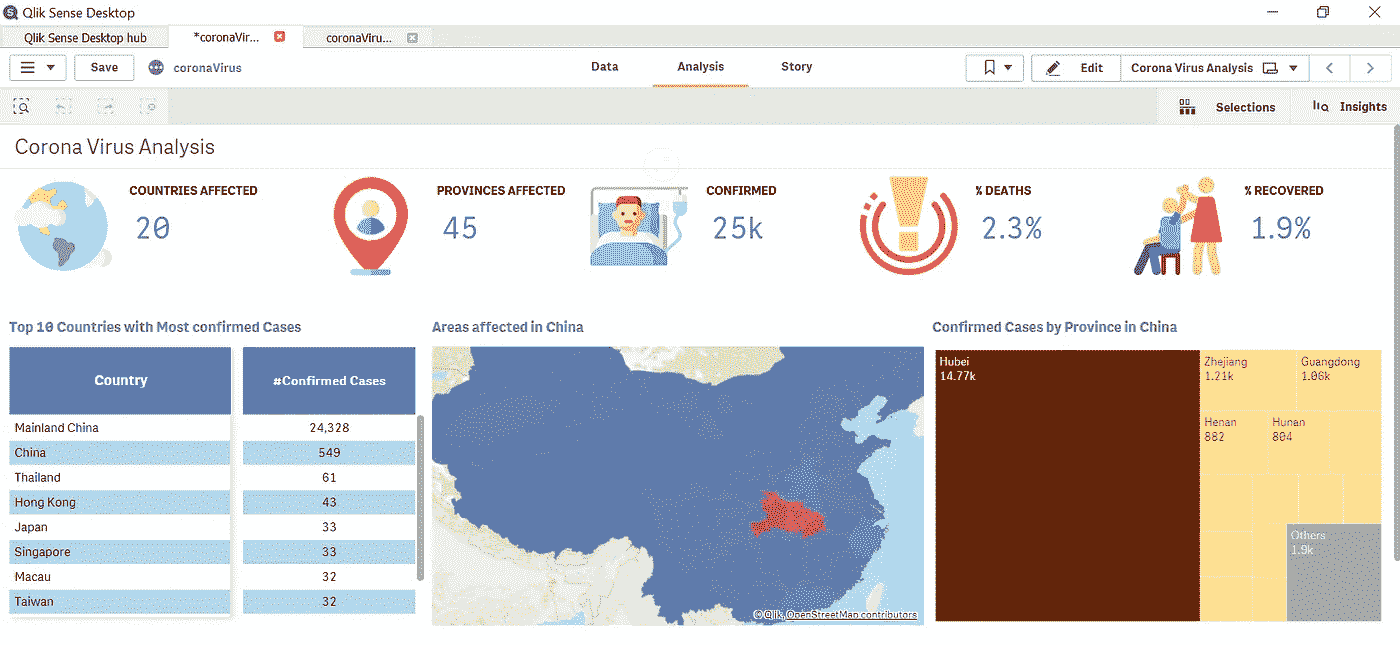 Qlik Sense Desktop
Qlik Sense Desktop hub
*coronaVir...
coronaViru...
Save
coronaVirus
Data
Analysis
Story
Edit
Corona Virus Analysis
Selections
Insights
Corona Virus Analysis
COUNTRIES AFFECTED
20
PROVINCES AFFECTED
45
CONFIRMED
25k
% DEATHS
2.3%
% RECOVERED
1.9%
Top 10 Countries with Most confirmed Cases
Country #Confirmed Cases
Mainland China 24,328
China 549
Thailand 61
Hong Kong 43
Japan 33
Singapore 33
Macau 32
Taiwan 32
Areas affected in China
© Qlik, OpenStreetMap contributors
Confirmed Cases by Province in China
Hubei
14.77k
Zhejiang
1.21k
Guangdong
1.06k
Henan
882
Hunan
804
Others
1.9k